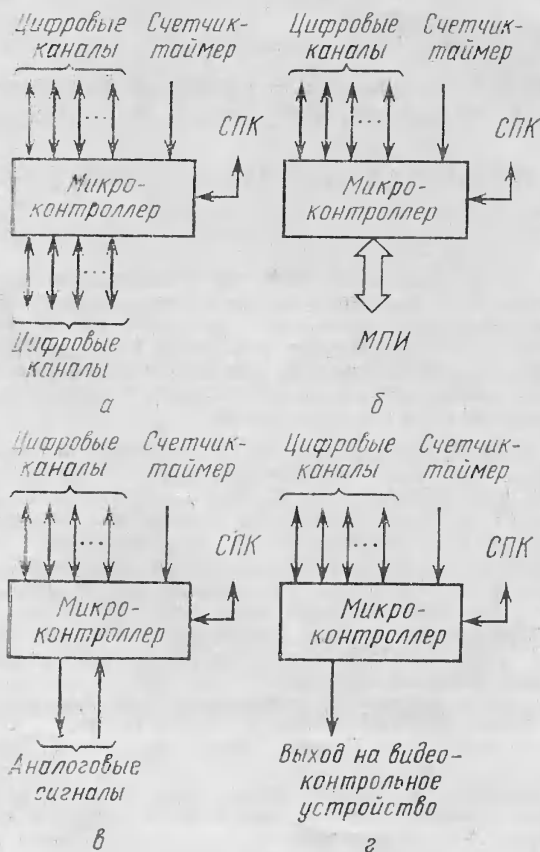 Цифровые каналы
Счетчик-таймер
СПК
Микро-
контроллер
Цифровые
каналы
а
Цифровые каналы
Счетчик-таймер
СПК
Микро-
контроллер
МПИ
б
Цифровые каналы
Счетчик-таймер
СПК
Микро-
контроллер
Аналоговые
сигналы
в
Цифровые каналы
Счетчик-таймер
СПК
Микро-
контроллер
Выход на видео-
контрольное
устройство
г